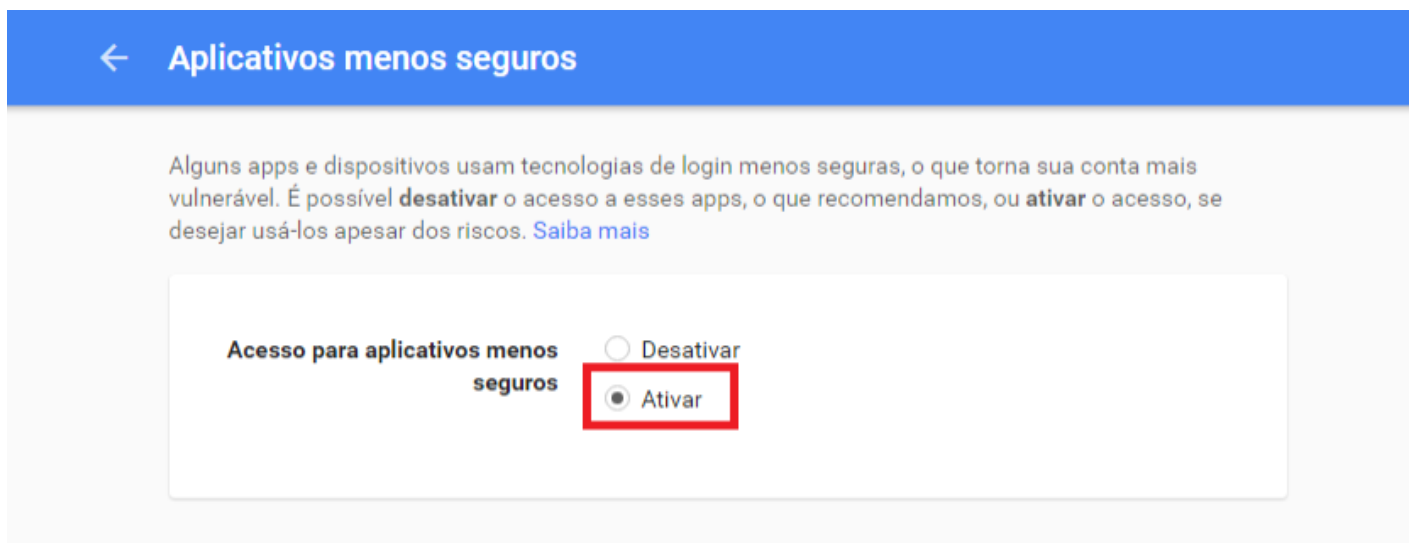 Aplicativos menos seguros
Alguns apps e dispositivos usam tecnologias de login menos seguras, o que torna sua conta mais
vulnerável. É possível desativar o acesso a esses apps, o que recomendamos, ou ativar o acesso, se
desejar usá-los apesar dos riscos. Saiba mais
Acesso para aplicativos menos
seguros
Desativar
Ativar